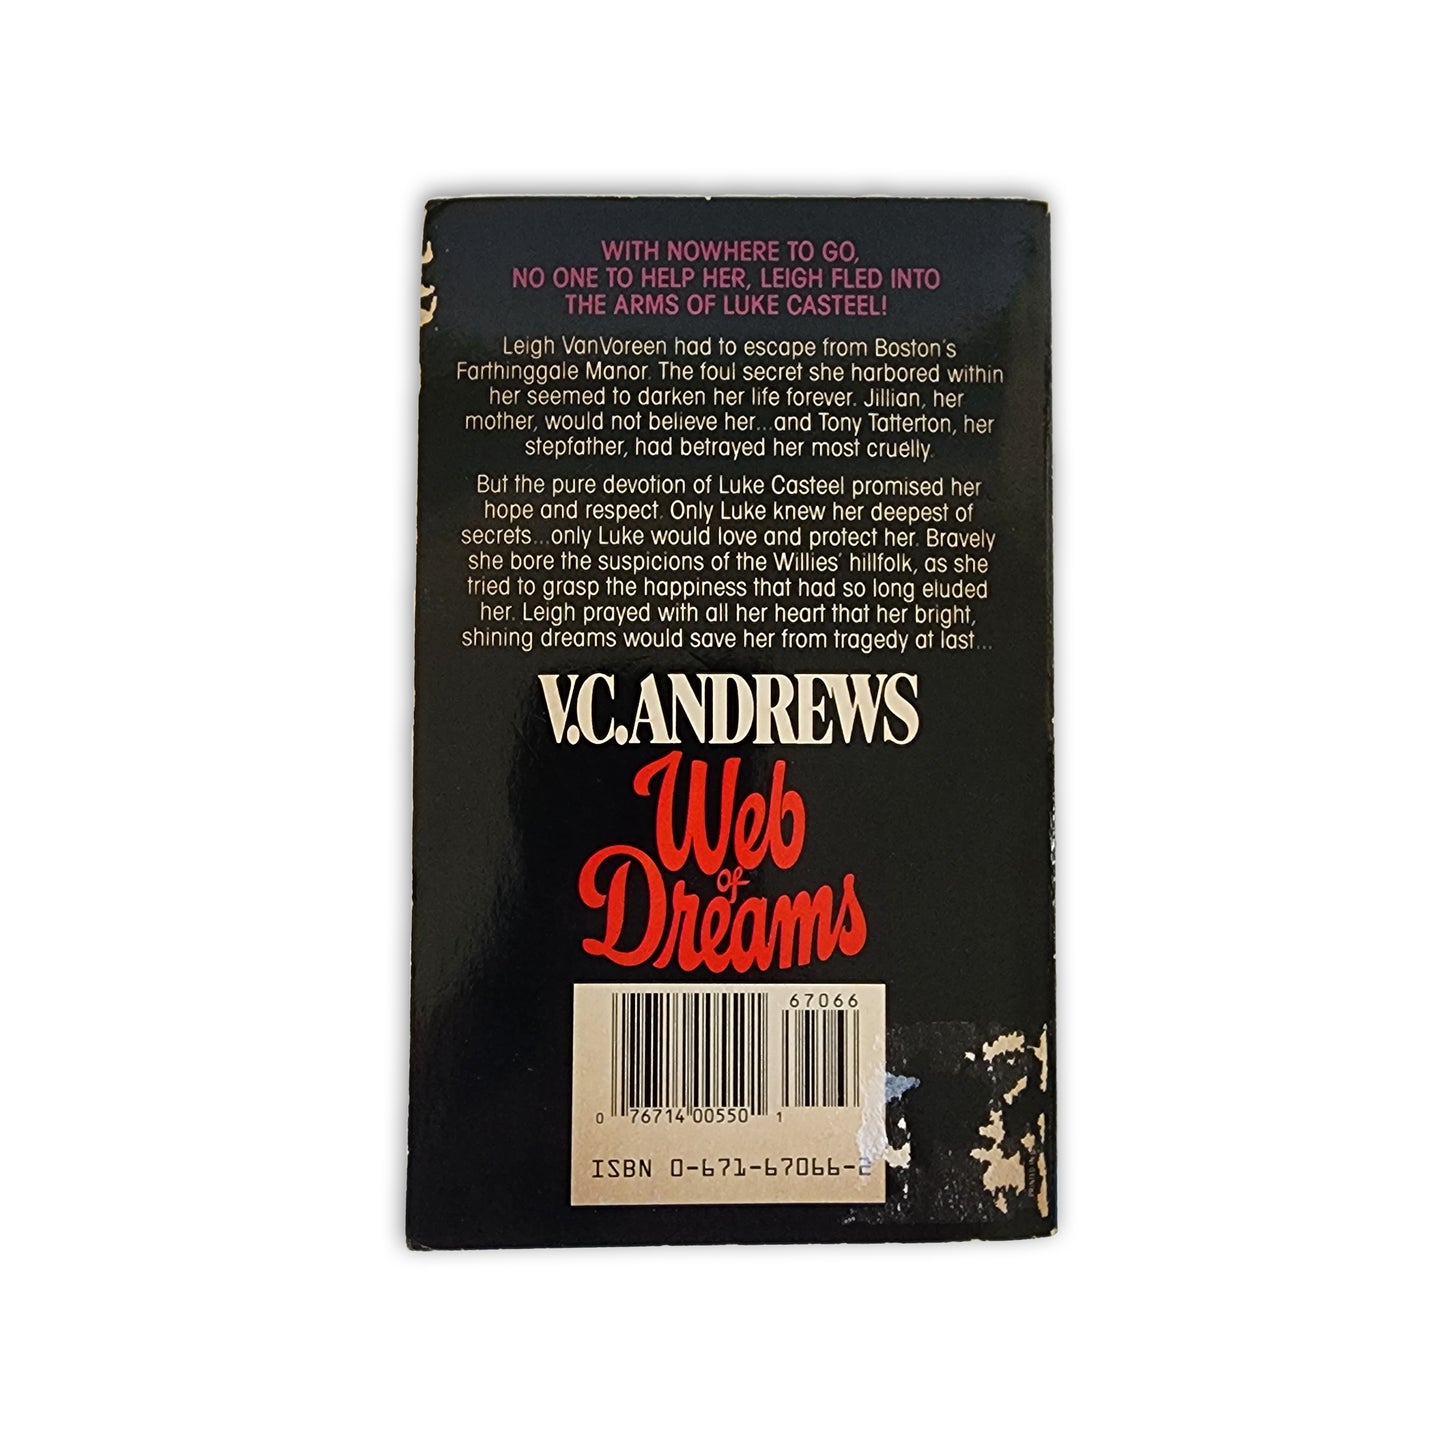 WITH NOWHERE TO GO,
NO ONE TO HELP HER, LEIGH FLED INTO
THE ARMS OF LUKE CASTEEL!
Leigh VanVoreen had to escape from Boston's
Farthinggale Manor. The foul secret she harbored within
her seemed to darken her life forever. Jillian, her
mother, would not believe her...and Tony Tatterton, her
stepfather, had betrayed her most cruelly.
But the pure devotion of Luke Casteel promised her
hope and respect. Only Luke knew her deepest of
secrets...only Luke would love and protect her. Bravely
she bore the suspicions of the Willies' hillfolk, as she
tried to grasp the happiness that had so long eluded
her. Leigh prayed with all her heart that her bright,
shining dreams would save her from tragedy at last...
V.C. ANDREWS
Web
of
Dreams
67066
0 76714 00550 1
ISBN 0-671-67066-2
PRINTED IN